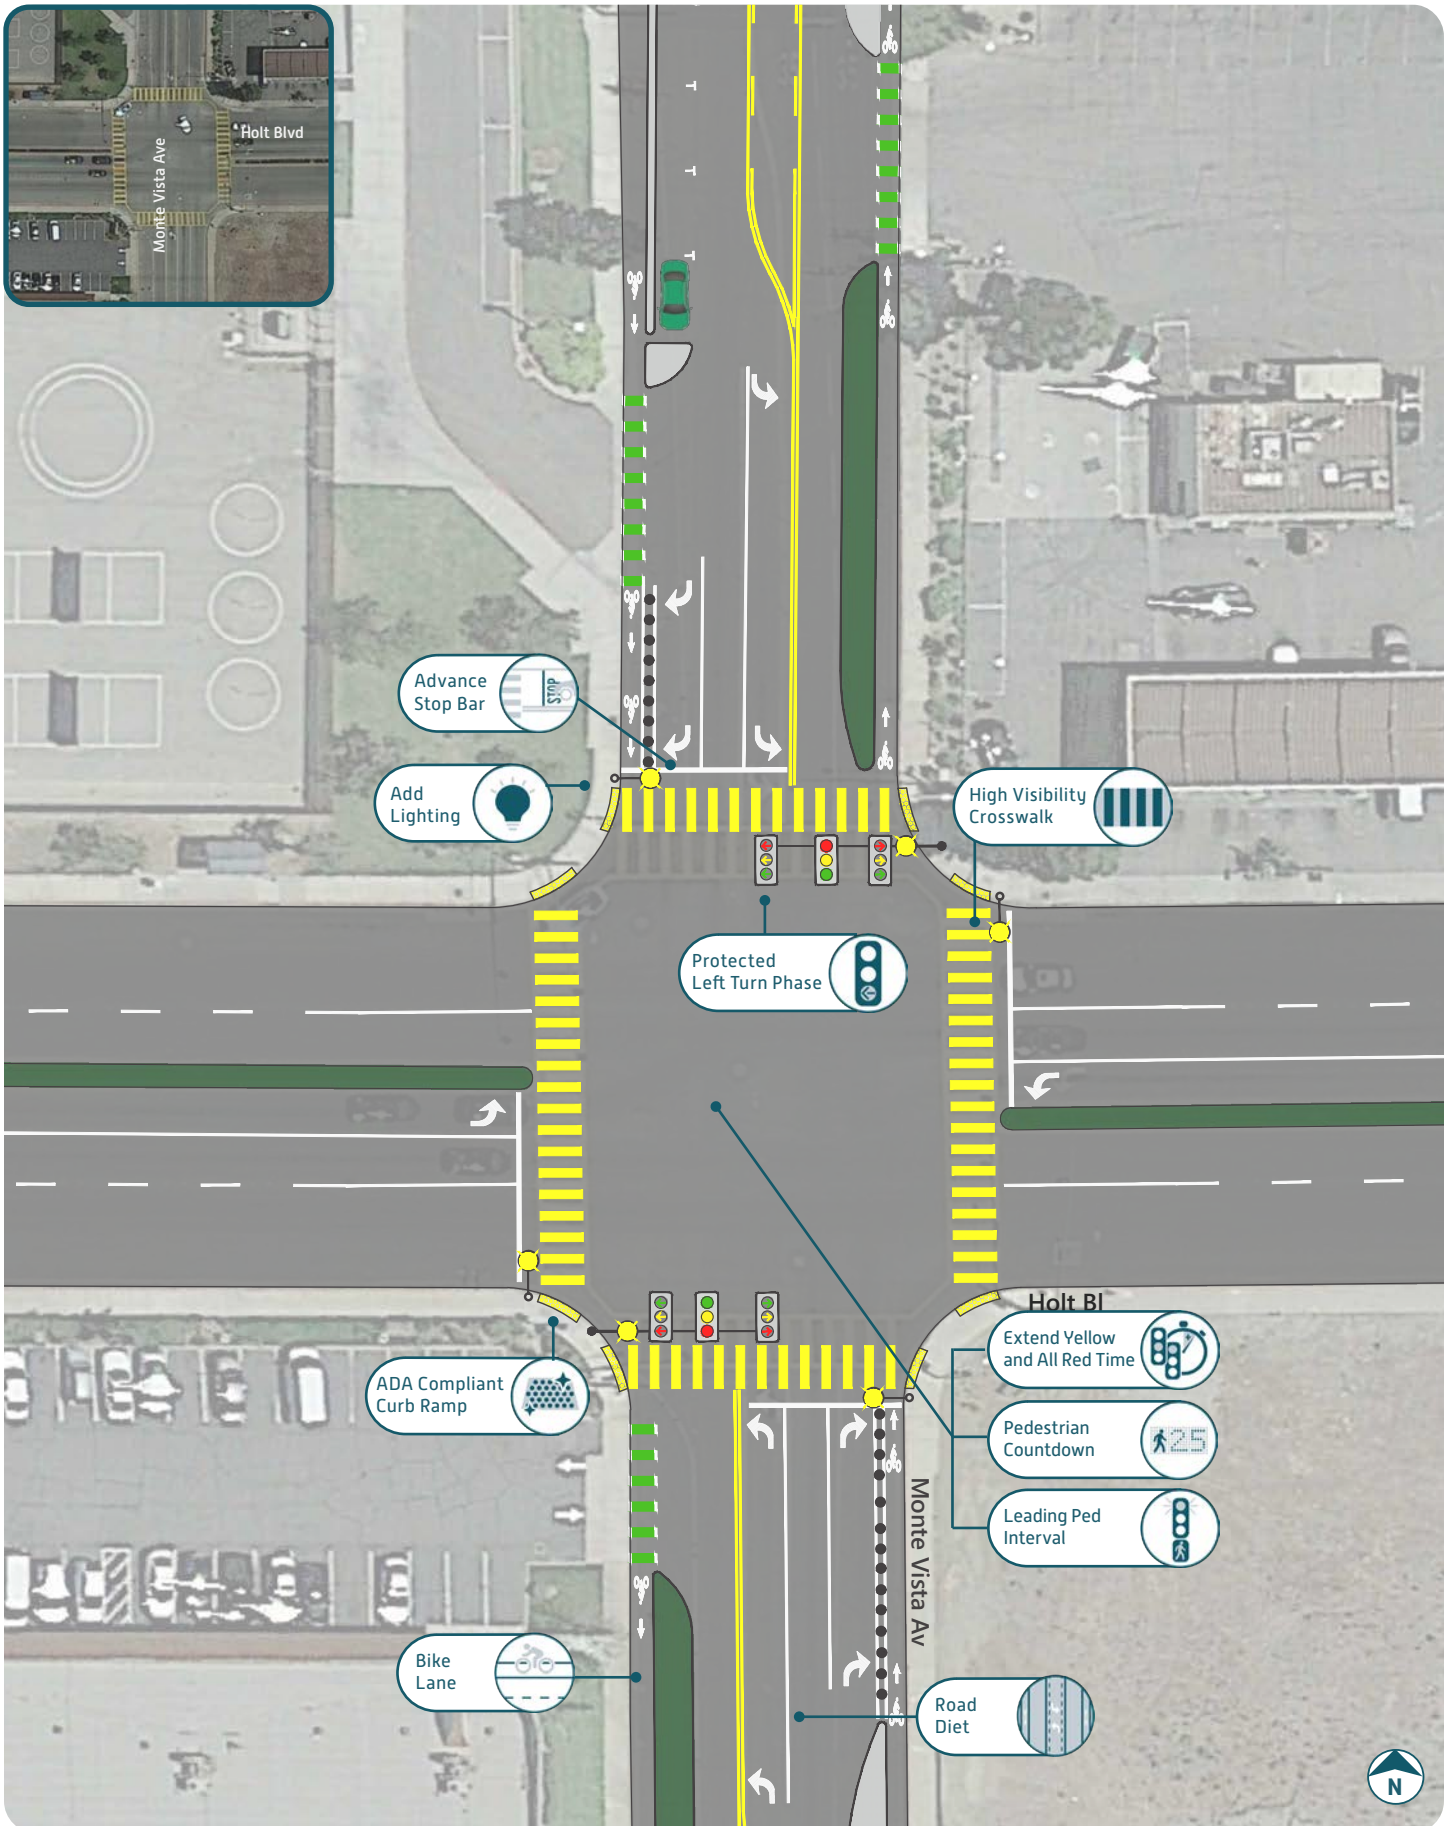 Holt Blvd
Monte Vista Ave
Advance
Stop Bar
STOP
Add
Lighting
High Visibility
Crosswalk
Protected
Left Turn Phase
Holt Bl
Extend Yellow
and All Red Time
ADA Compliant
Curb Ramp
Pedestrian
Countdown
25
Leading Ped
Interval
Monte Vista Av
Bike
Lane
Road
Diet
N